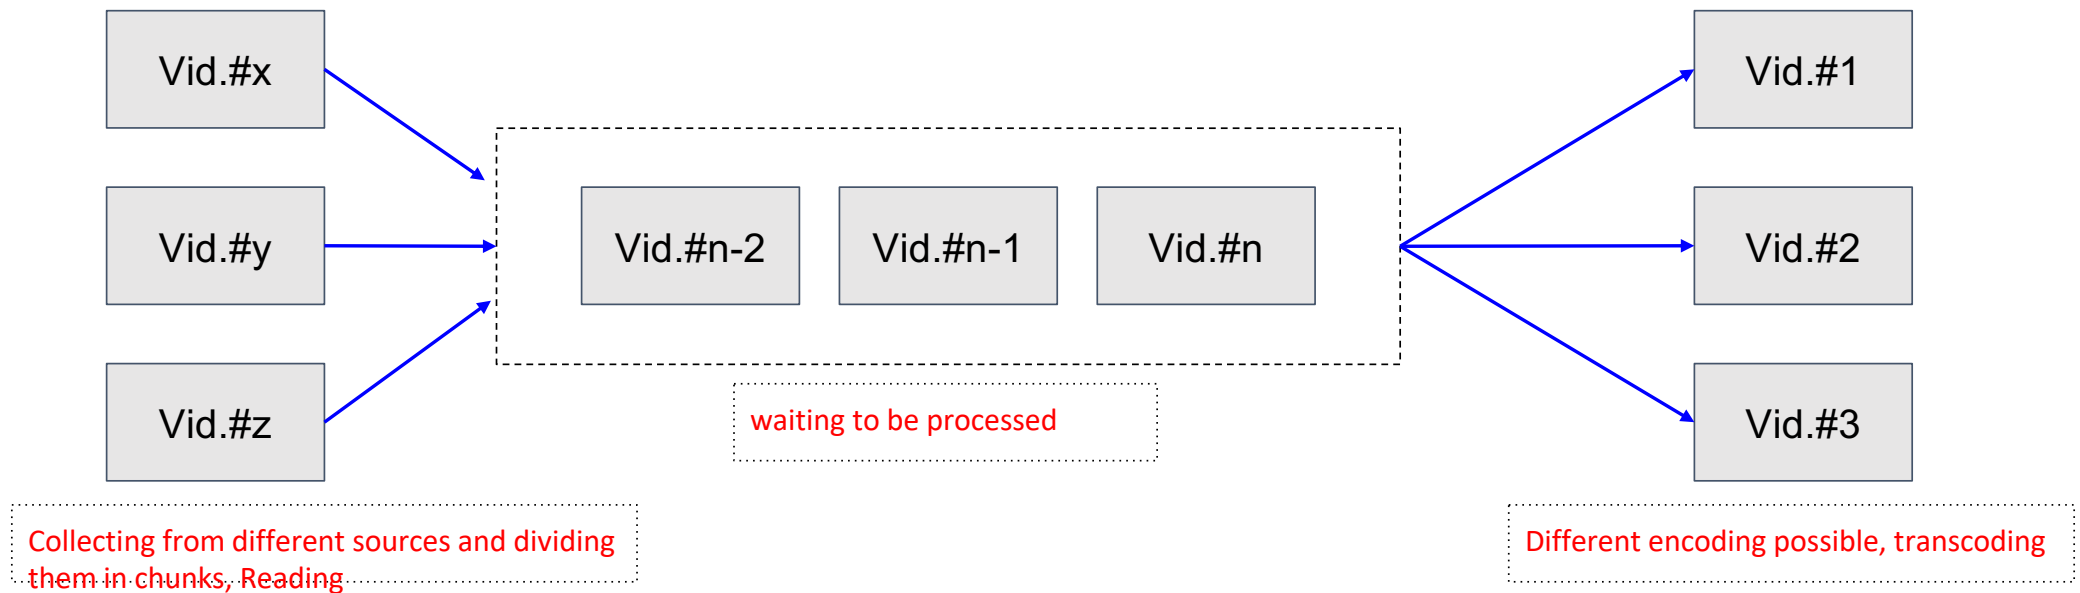 Vid.#x
Vid.#y
Vid.#z
Collecting from different sources and dividing
them in chunks, Reading
Vid.#n-2
Vid.#n-1
Vid.#n
waiting to be processed
Vid.#1
Vid.#2
Vid.#3
Different encoding possible, transcoding